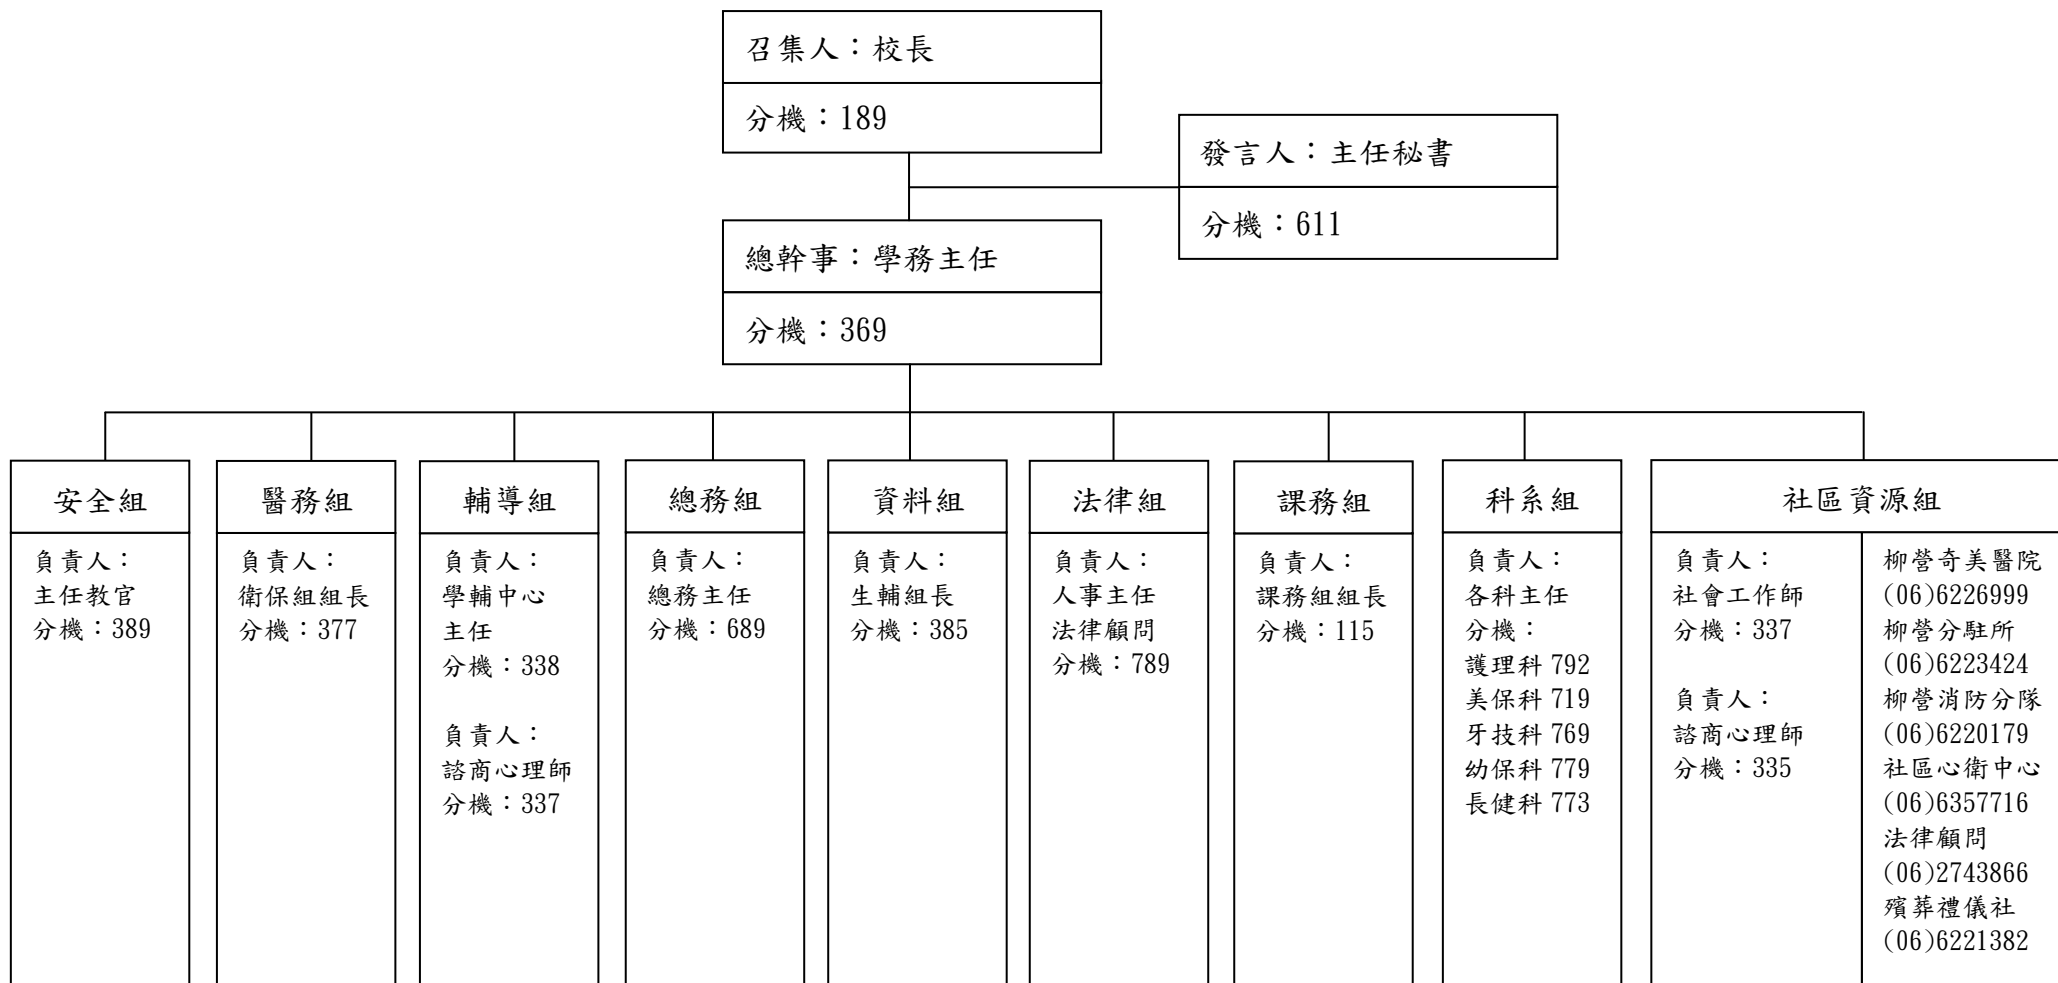 召集人：校長
分機：189
發言人：主任秘書
分機：611
總幹事：學務主任
分機：369
安全組
負責人：
主任教官
分機：389
醫務組
負責人：
衛保組組長
分機：377
輔導組
負責人：
學輔中心
主任
分機：338
負責人：
諮商心理師
分機：337
總務組
負責人：
總務主任
分機：689
資料組
負責人：
生輔組長
分機：385
法律組
負責人：
人事主任
法律顧問
分機：789
課務組
負責人：
課務組組長
分機：115
科系組
負責人：
各科主任
分機：
護理科 792
美保科 719
牙技科 769
幼保科 779
長健科 773
社區資源組
負責人：
社會工作師
分機：337
負責人：
諮商心理師
分機：335
柳營奇美醫院
(06)6226999
柳營分駐所
(06)6223424
柳營消防分隊
(06)6220179
社區心衛中心
(06)6357716
法律顧問
(06)2743866
殯葬禮儀社
(06)6221382